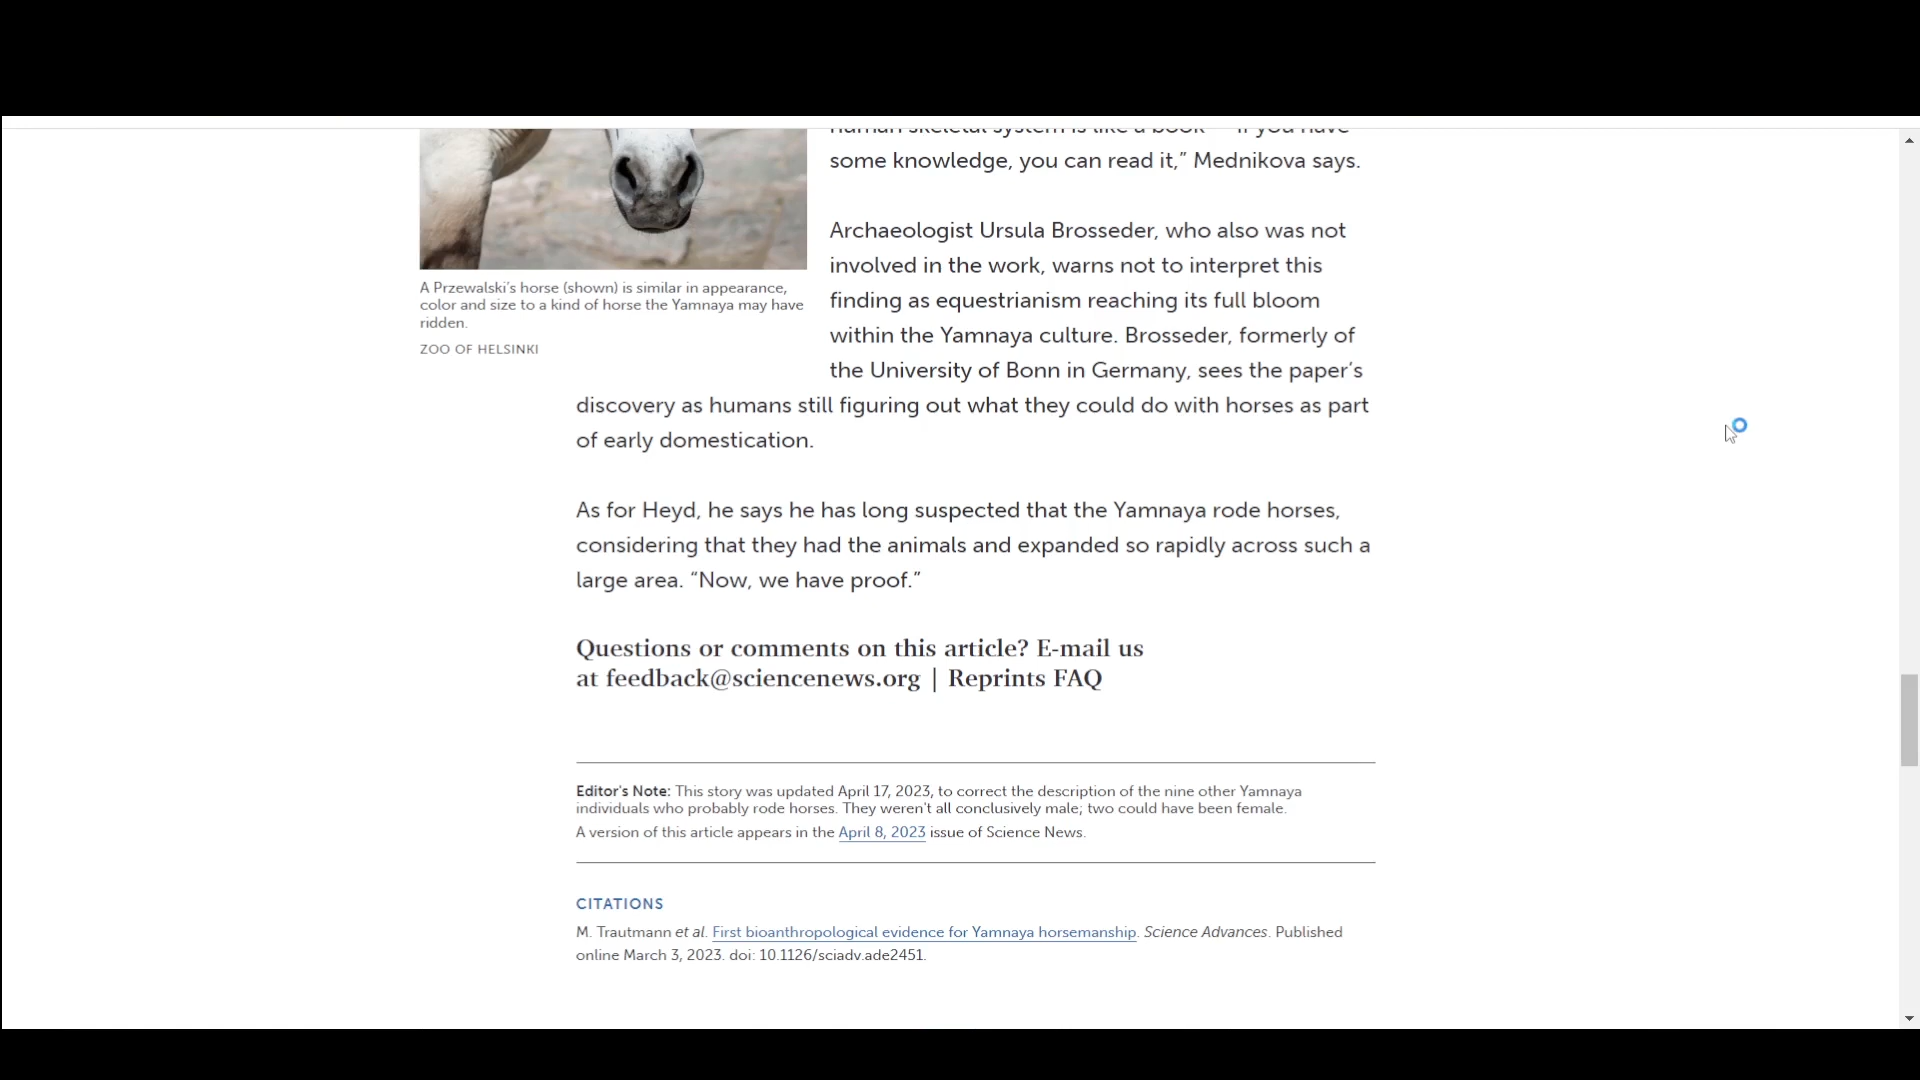 human skeletal system is like a book — “if you have
some knowledge, you can read it,” Mednikova says.
Archaeologist Ursula Brosseder, who also was not
involved in the work, warns not to interpret this
finding as equestrianism reaching its full bloom
within the Yamnaya culture. Brosseder, formerly of
the University of Bonn in Germany, sees the paper’s
discovery as humans still figuring out what they could do with horses as part
of early domestication.
A Przewalski’s horse (shown) is similar in appearance,
color and size to a kind of horse the Yamnaya may have
ridden.
ZOO OF HELSINKI
As for Heyd, he says he has long suspected that the Yamnaya rode horses,
considering that they had the animals and expanded so rapidly across such a
large area. “Now, we have proof.”
Questions or comments on this article? E-mail us
at feedback@sciencenews.org | Reprints FAQ
Editor's Note: This story was updated April 17, 2023, to correct the description of the nine other Yamnaya
individuals who probably rode horses. They weren't all conclusively male; two could have been female.
A version of this article appears in the April 8, 2023 issue of Science News.
CITATIONS
M. Trautmann et al. First bioanthropological evidence for Yamnaya horsemanship. Science Advances. Published
online March 3, 2023. doi: 10.1126/sciadv.ade2451.